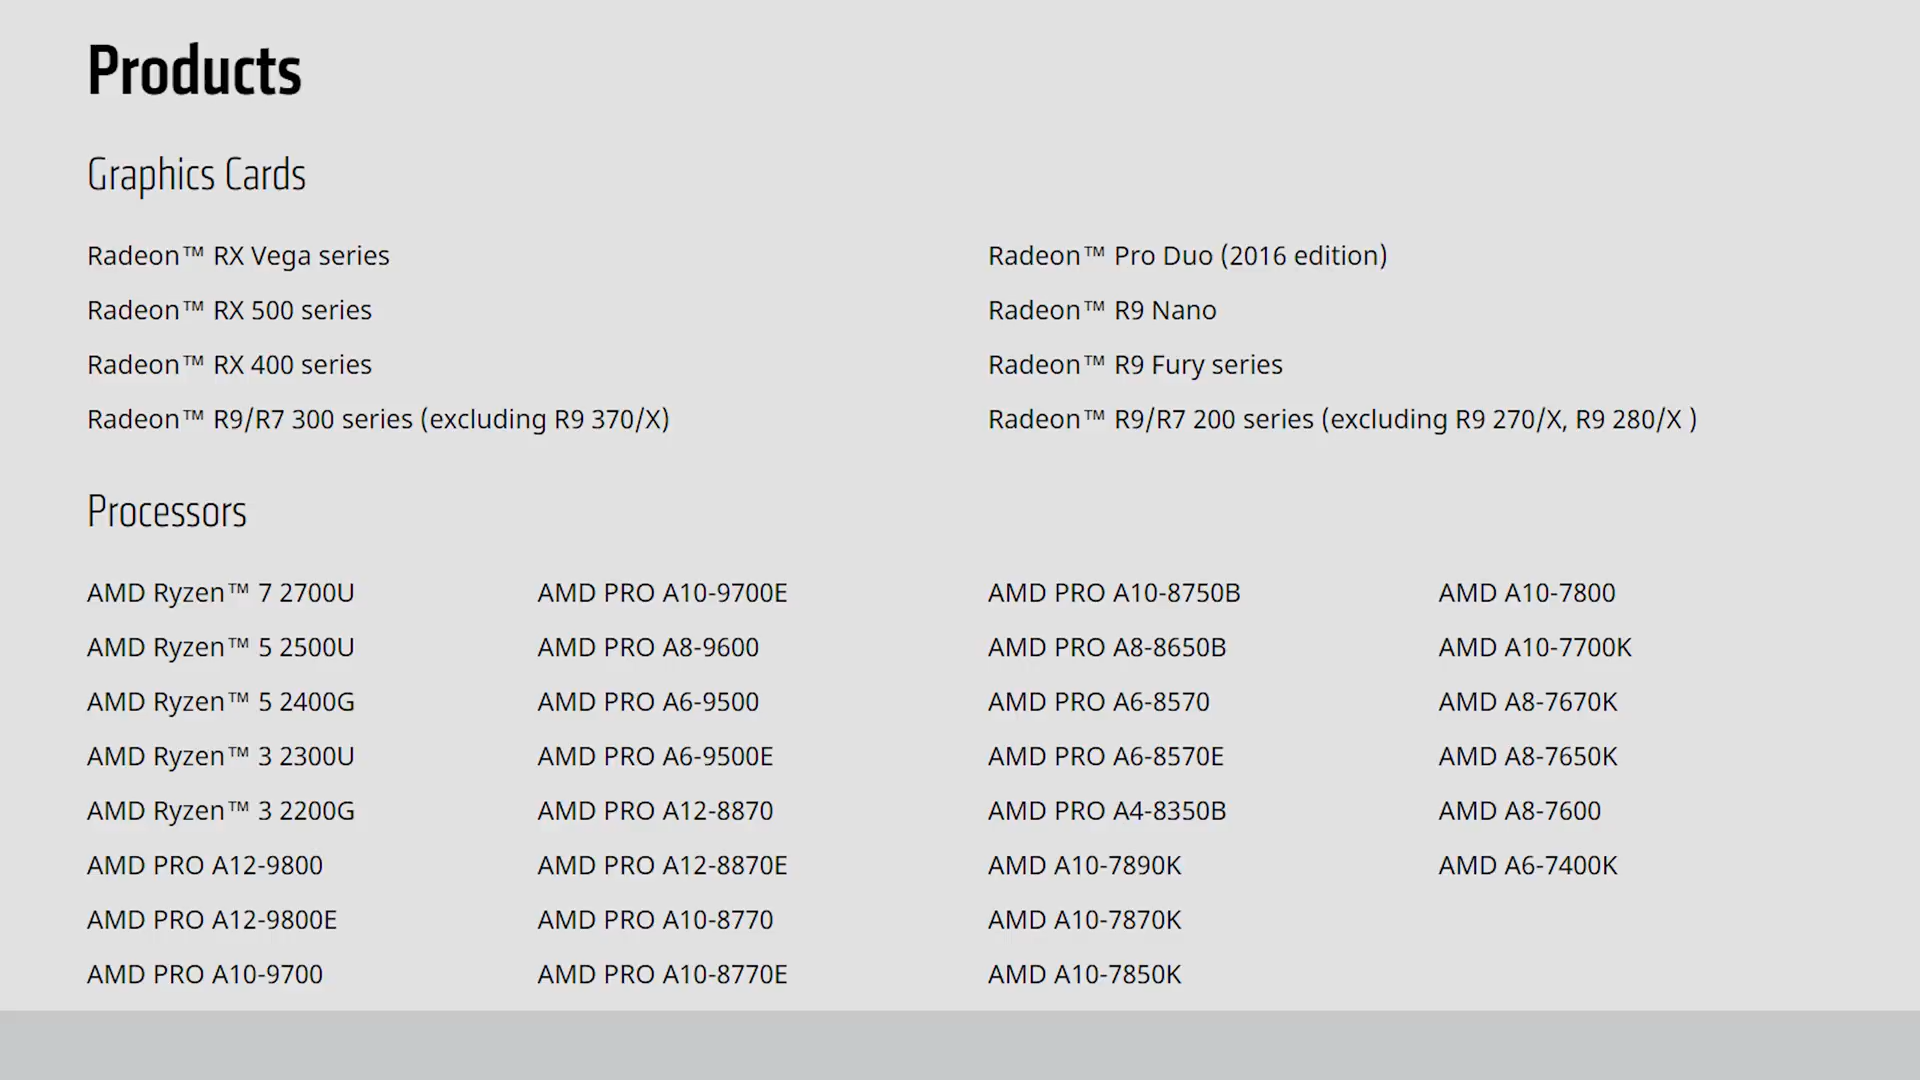 Products
Graphics Cards
Radeon™ RX Vega series
Radeon™ RX 500 series
Radeon™ RX 400 series
Radeon™ R9/R7 300 series (excluding R9 370/X)
Radeon™ Pro Duo (2016 edition)
Radeon™ R9 Nano
Radeon™ R9 Fury series
Radeon™ R9/R7 200 series (excluding R9 270/X, R9 280/X )
Processors
AMD Ryzen™ 7 2700U
AMD Ryzen™ 5 2500U
AMD Ryzen™ 5 2400G
AMD Ryzen™ 3 2300U
AMD Ryzen™ 3 2200G
AMD PRO A12-9800
AMD PRO A12-9800E
AMD PRO A10-9700
AMD PRO A10-9700E
AMD PRO A8-9600
AMD PRO A6-9500
AMD PRO A6-9500E
AMD PRO A12-8870
AMD PRO A12-8870E
AMD PRO A10-8770
AMD PRO A10-8770E
AMD PRO A10-8750B
AMD PRO A8-8650B
AMD PRO A6-8570
AMD PRO A6-8570E
AMD PRO A4-8350B
AMD A10-7890K
AMD A10-7870K
AMD A10-7850K
AMD A10-7800
AMD A10-7700K
AMD A8-7670K
AMD A8-7650K
AMD A8-7600
AMD A6-7400K